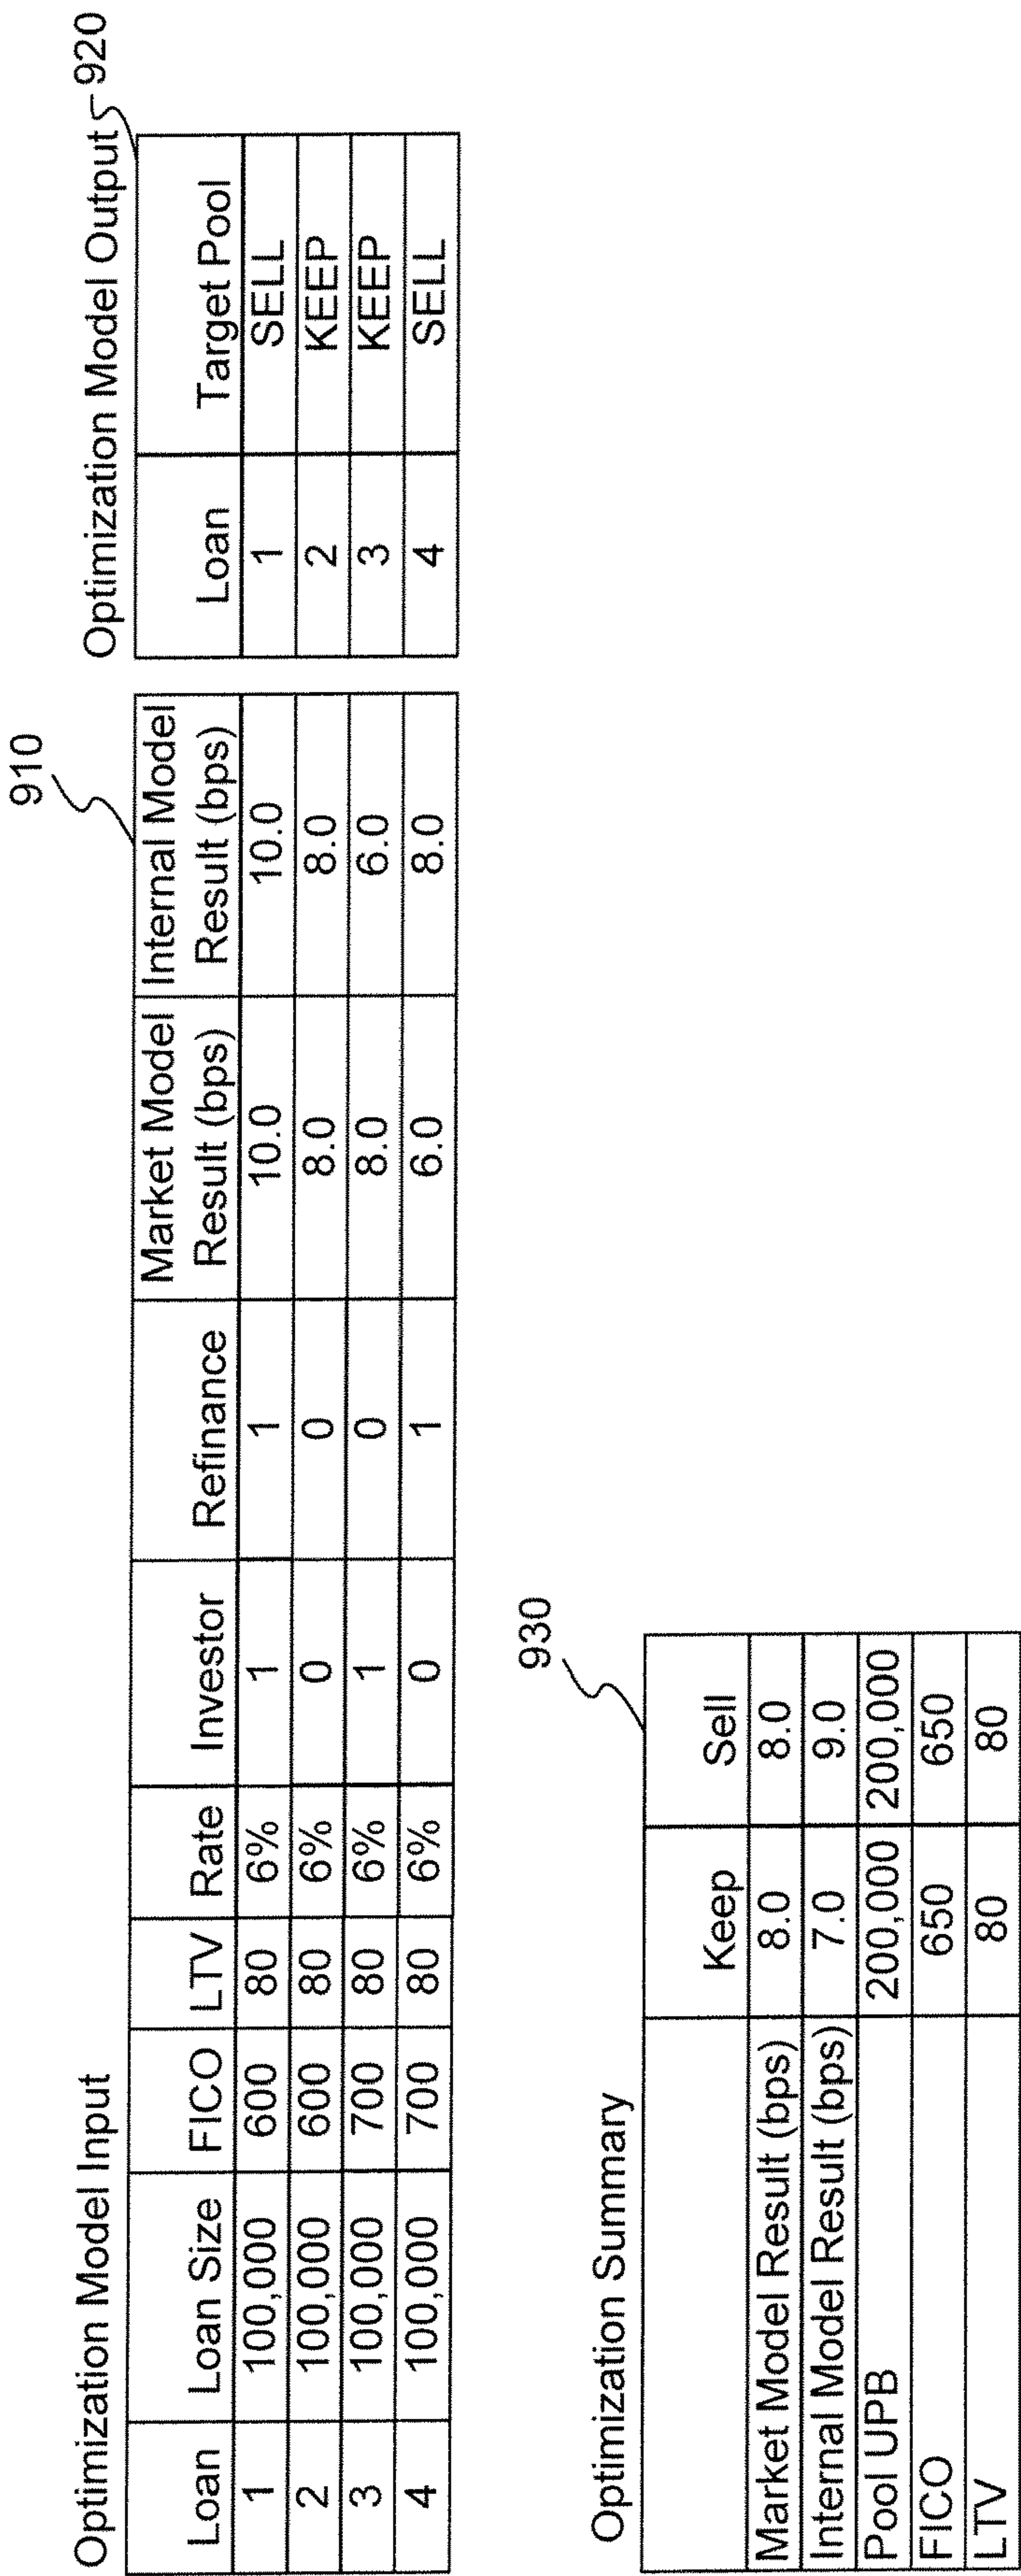 Optimization Model Input
910
Loan Loan Size FICO LTV Rate Investor Refinance Market Model Result (bps) Internal Model Result (bps)
1 100,000 600 80 6% 1 1 10.0 10.0
2 100,000 600 80 6% 0 0 8.0 8.0
3 100,000 700 80 6% 1 0 8.0 6.0
4 100,000 700 80 6% 0 1 6.0 8.0
Optimization Model Output 920
Loan Target Pool
1 SELL
2 KEEP
3 KEEP
4 SELL
Optimization Summary
930
Keep Sell
Market Model Result (bps) 8.0 8.0
Internal Model Result (bps) 7.0 9.0
Pool UPB 200,000 200,000
FICO 650 650
LTV 80 80